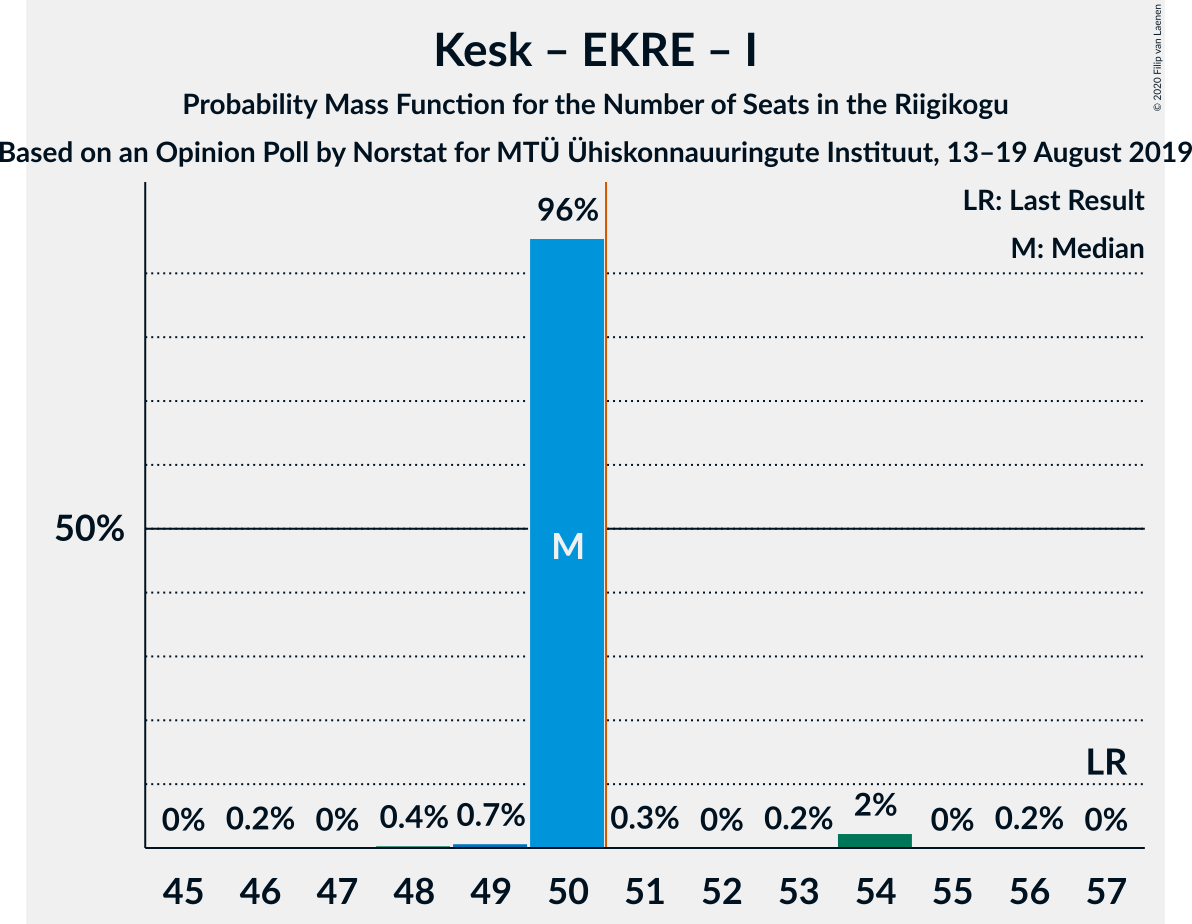 Kesk – EKRE – I
Probability Mass Function for the Number of Seats in the Riigikogu
Based on an Opinion Poll by Norstat for MTÜ Ühiskonnauuringute Instituut, 13–19 August 2019
© 2020 Filip van Laenen
LR: Last Result
M: Median
96%
50%
M
LR
0% 0.2% 0% 0.4% 0.7% 0.3% 0% 0.2% 2% 0% 0.2% 0%
45 46 47 48 49 50 51 52 53 54 55 56 57